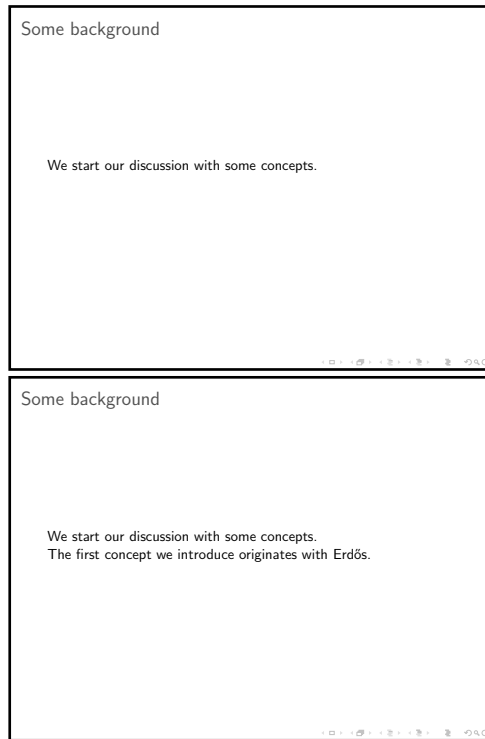 Some background
We start our discussion with some concepts.
Some background
We start our discussion with some concepts.
The first concept we introduce originates with Erdős.